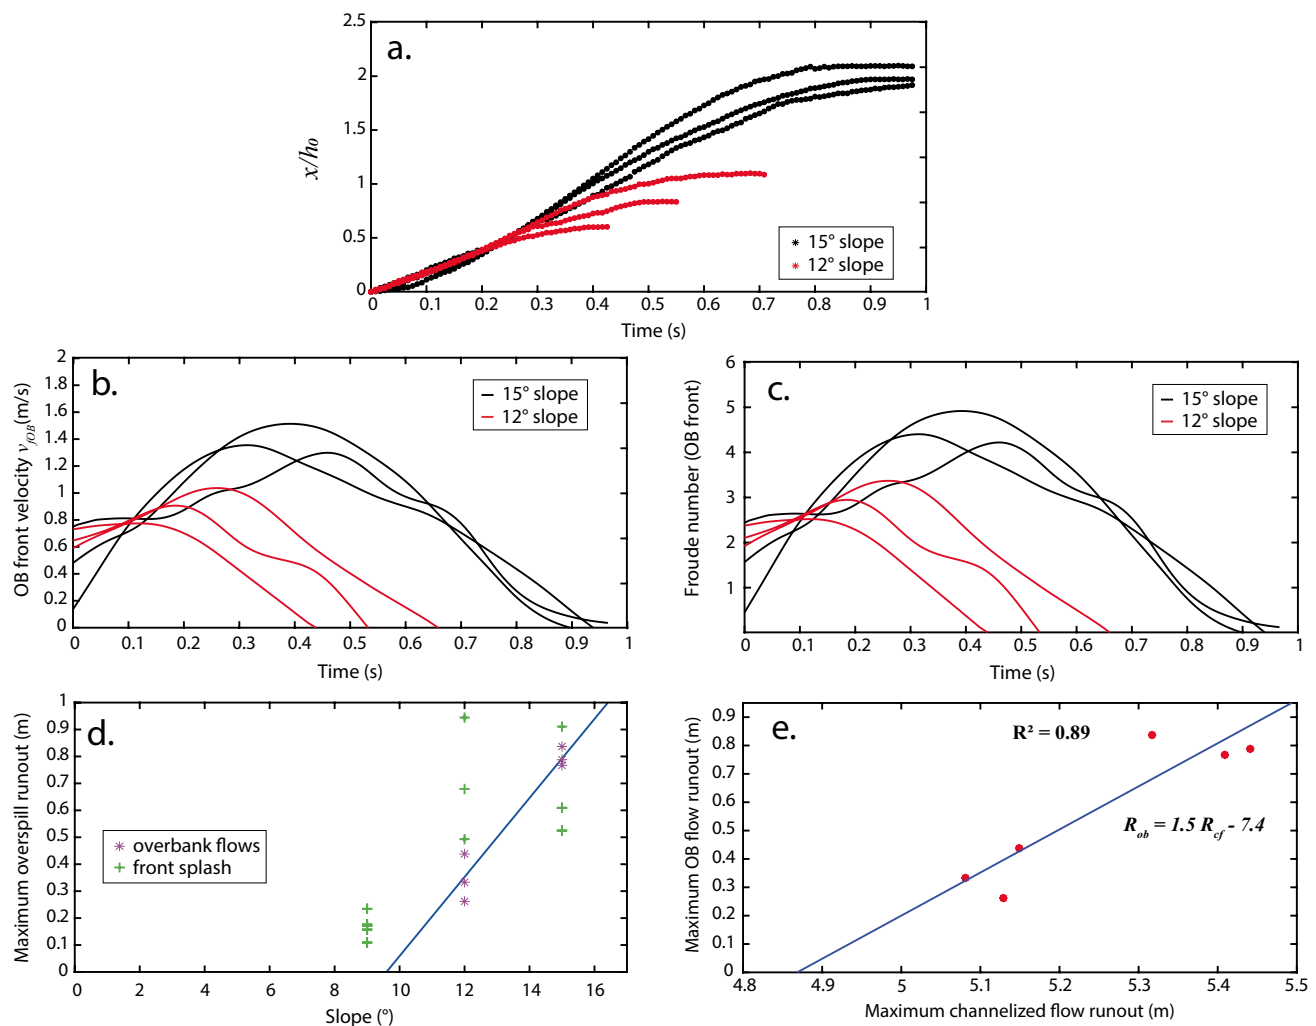 a.
2.5
2
1.5
1
0.5
0
x/h₀
15° slope
12° slope
0 0.1 0.2 0.3 0.4 0.5 0.6 0.7 0.8 0.9 1
Time (s)
b.
2
1.8
1.6
1.4
1.2
1
0.8
0.6
0.4
0.2
0
OB front velocity v_fOB(m/s)
15° slope
12° slope
0 0.1 0.2 0.3 0.4 0.5 0.6 0.7 0.8 0.9 1
Time (s)
c.
6
5
4
3
2
1
Froude number (OB front)
15° slope
12° slope
0 0.1 0.2 0.3 0.4 0.5 0.6 0.7 0.8 0.9 1
Time (s)
d.
1
0.9
0.8
0.7
0.6
0.5
0.4
0.3
0.2
0.1
0
Maximum overspill runout (m)
overbank flows
front splash
0 2 4 6 8 10 12 14 16
Slope (°)
e.
0.9
0.8
0.7
0.6
0.5
0.4
0.3
0.2
0.1
0
Maximum OB flow runout (m)
R² = 0.89
R_ob = 1.5 R_cf - 7.4
4.8 4.9 5 5.1 5.2 5.3 5.4 5.5
Maximum channelized flow runout (m)